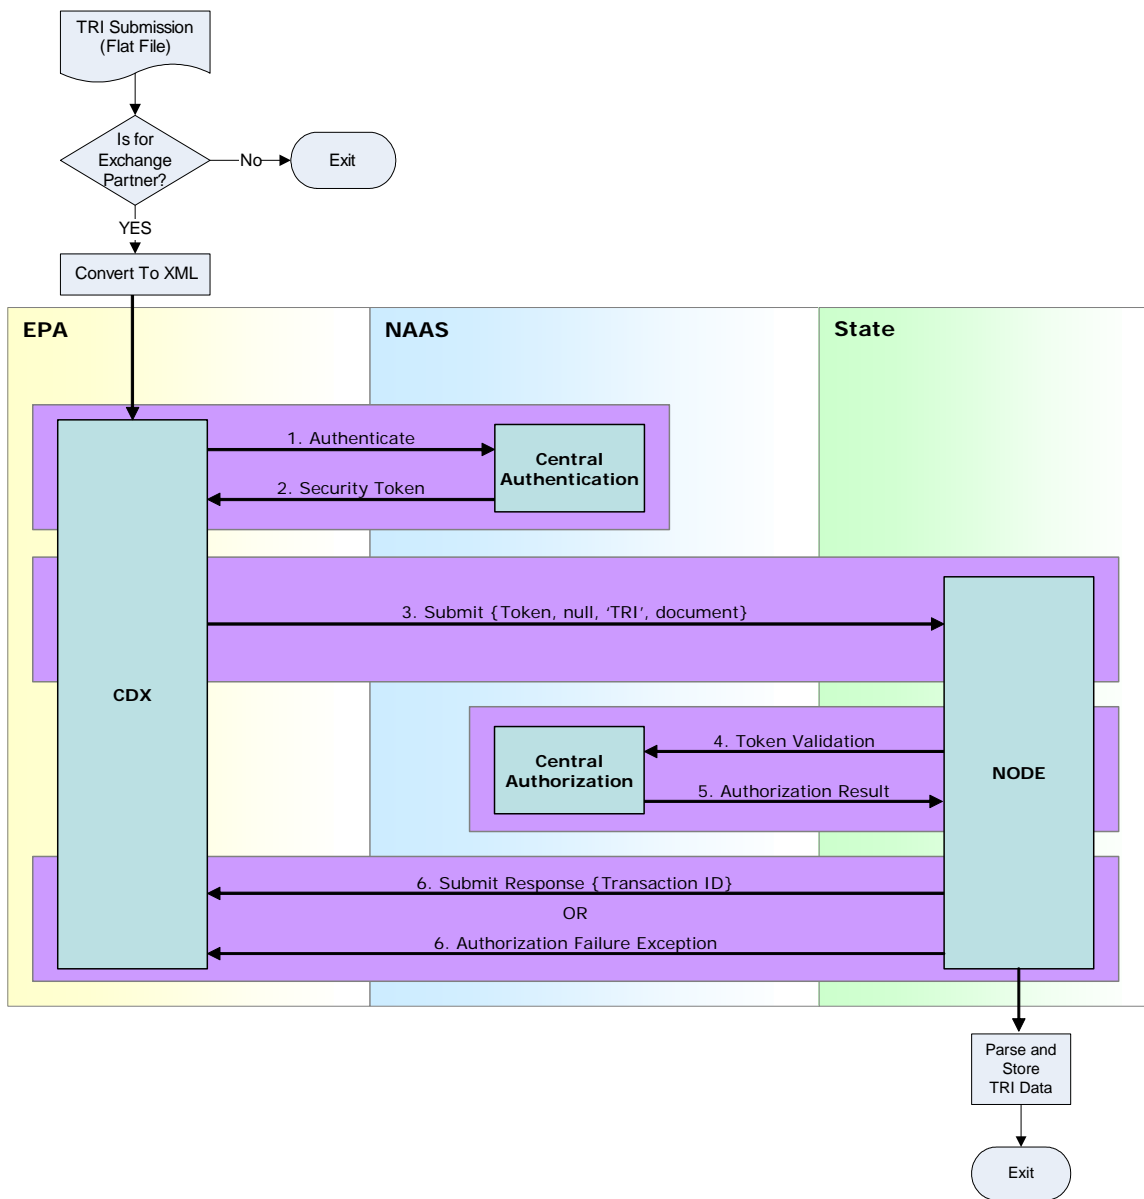 TRI Submission
(Flat File)
Is for
Exchange
Partner?
No
Exit
YES
Convert To XML
EPA
NAAS
State
1. Authenticate
Central
Authentication
2. Security Token
3. Submit {Token, null, ‘TRI’, document}
CDX
4. Token Validation
Central
Authorization
NODE
5. Authorization Result
6. Submit Response {Transaction ID}
OR
6. Authorization Failure Exception
Parse and
Store
TRI Data
Exit